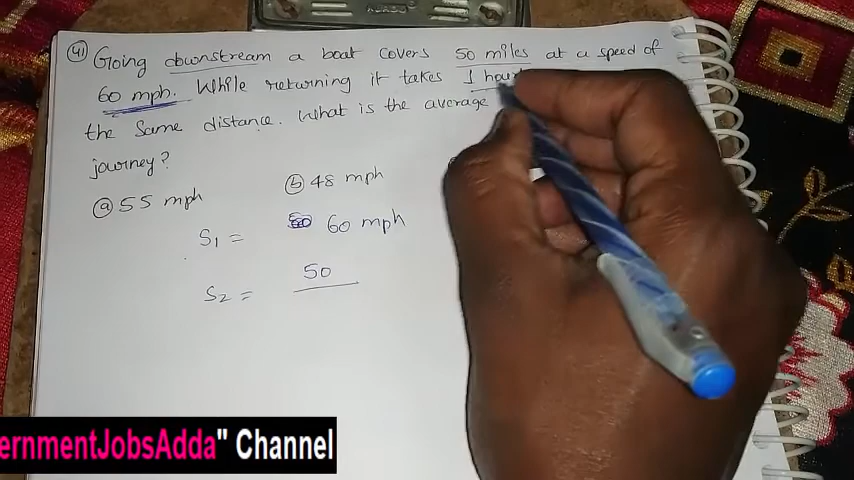 41 Going downstream a boat covers 50 miles at a speed of
60 mph. While returning it takes 1 hour
the same distance. What is the average
journey?
a 55 mph b 48 mph
S1 = 60 mph
S2 = 50
ernmentJobsAdda" Channel